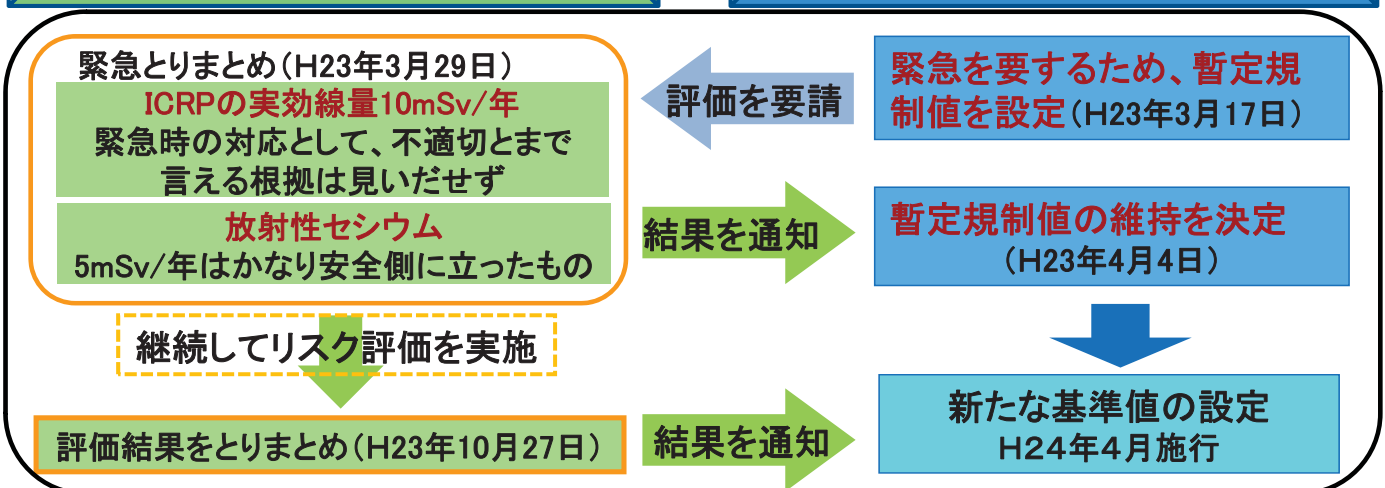 緊急とりまとめ(H23年3月29日)
ICRPの実効線量10mSv/年
緊急時の対応として、不適切とまで
言える根拠は見いだせず
放射性セシウム
5mSv/年はかなり安全側に立ったもの
評価を要請
緊急を要するため、暫定規
制値を設定(H23年3月17日)
結果を通知
暫定規制値の維持を決定
(H23年4月4日)
継続してリスク評価を実施
評価結果をとりまとめ(H23年10月27日)
結果を通知
新たな基準値の設定
H24年4月施行